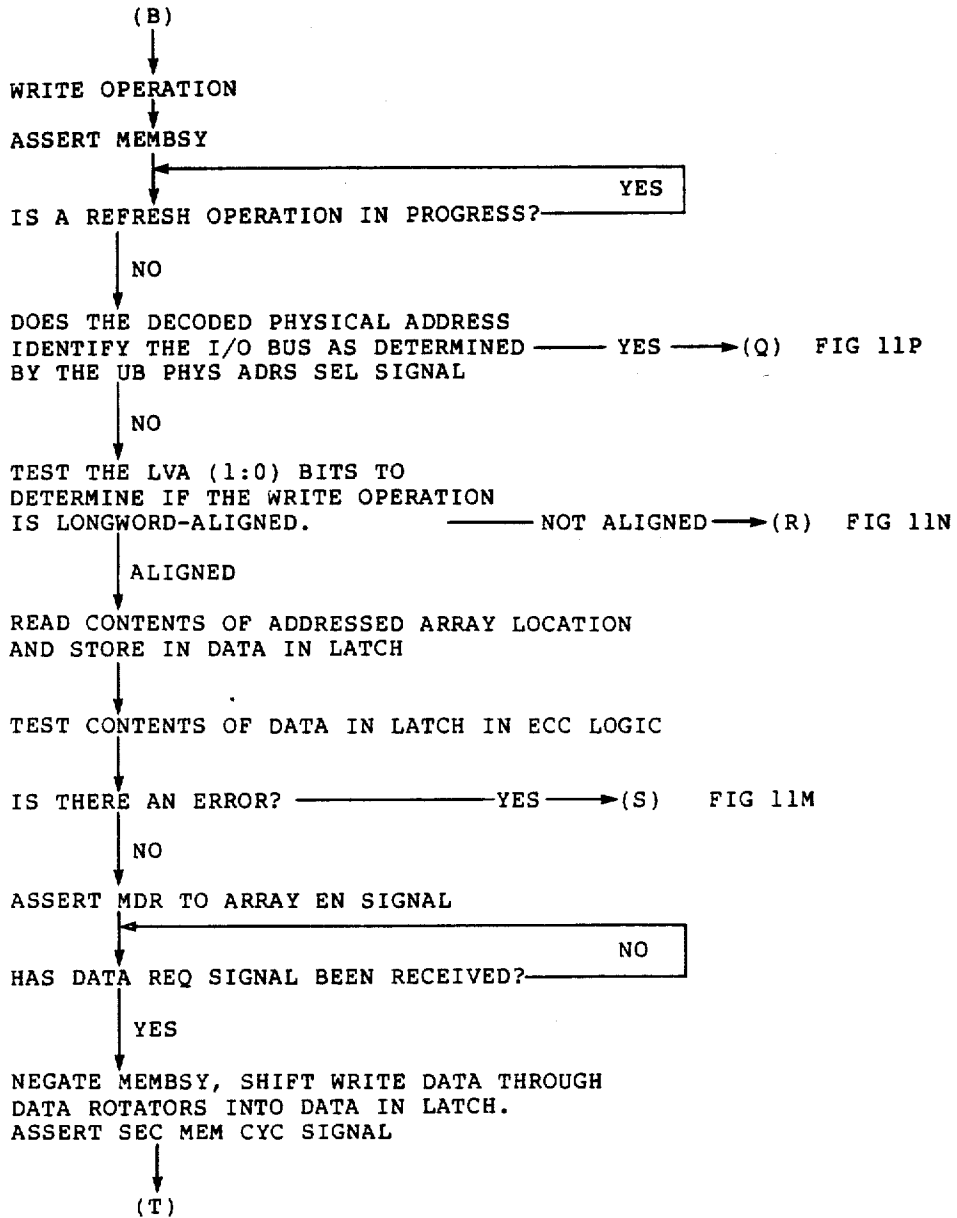 (B)
WRITE OPERATION
ASSERT MEMBSY
YES
IS A REFRESH OPERATION IN PROGRESS?
NO
DOES THE DECODED PHYSICAL ADDRESS
IDENTIFY THE I/O BUS AS DETERMINED YES (Q) FIG 11P
BY THE UB PHYS ADRS SEL SIGNAL
NO
TEST THE LVA (1:0) BITS TO
DETERMINE IF THE WRITE OPERATION
IS LONGWORD-ALIGNED. NOT ALIGNED (R) FIG 11N
ALIGNED
READ CONTENTS OF ADDRESSED ARRAY LOCATION
AND STORE IN DATA IN LATCH
TEST CONTENTS OF DATA IN LATCH IN ECC LOGIC
IS THERE AN ERROR? YES (S) FIG 11M
NO
ASSERT MDR TO ARRAY EN SIGNAL
NO
HAS DATA REQ SIGNAL BEEN RECEIVED?
YES
NEGATE MEMBSY, SHIFT WRITE DATA THROUGH
DATA ROTATORS INTO DATA IN LATCH.
ASSERT SEC MEM CYC SIGNAL
(T)